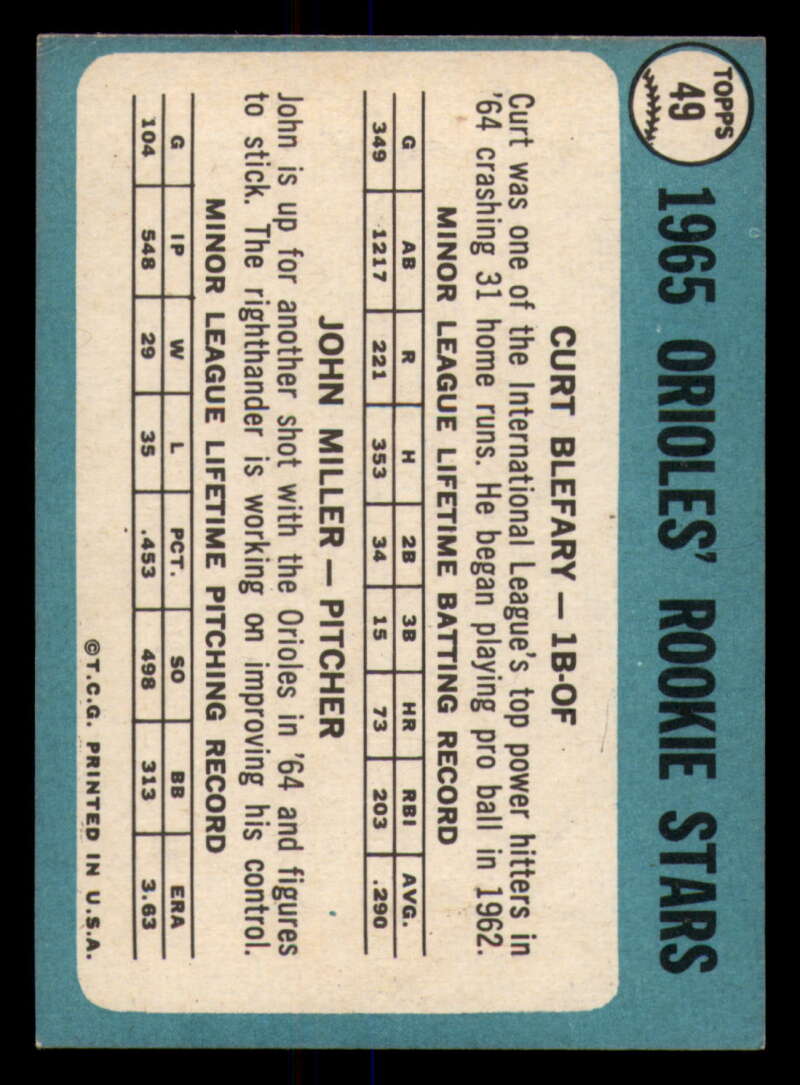 TOPPS
49
1965 ORIOLES' ROOKIE STARS
CURT BLEFARY — 1B-OF
Curt was one of the International League's top power hitters in
'64 crashing 31 home runs. He began playing pro ball in 1962.
MINOR LEAGUE LIFETIME BATTING RECORD
G AB R H 2B 3B HR RBI AVG.
349 1217 221 353 34 15 73 203 .290
JOHN MILLER — PITCHER
John is up for another shot with the Orioles in '64 and figures
to stick. The righthander is working on improving his control.
MINOR LEAGUE LIFETIME PITCHING RECORD
G IP W L PCT. SO BB ERA
104 548 29 35 .453 498 313 3.63
©T.C.G. PRINTED IN U.S.A.